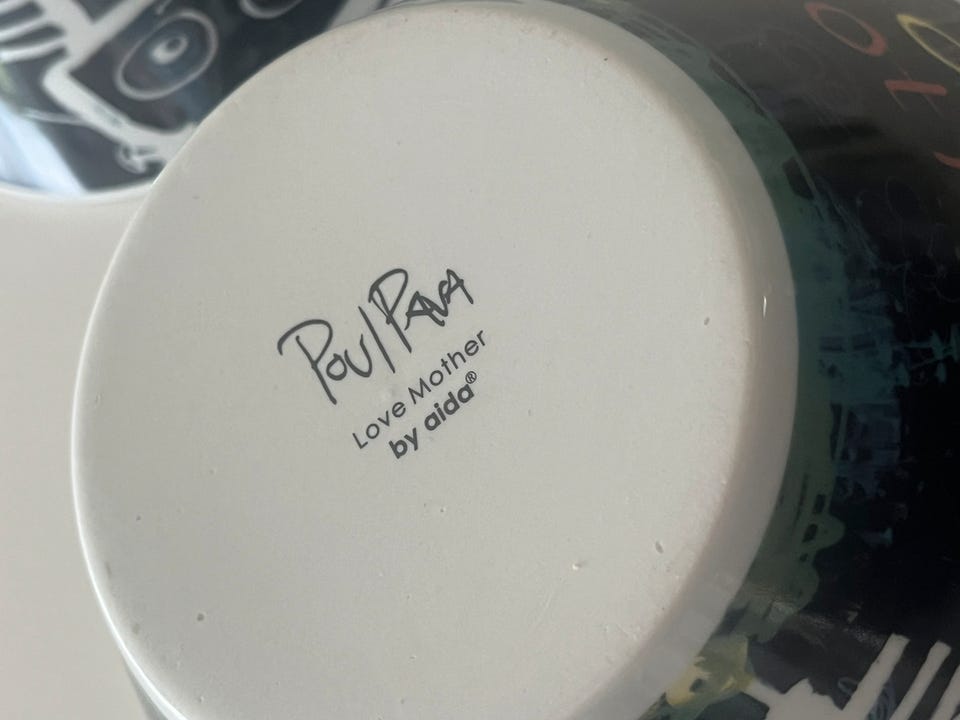 Poul Pava
Love Mother
by aida®